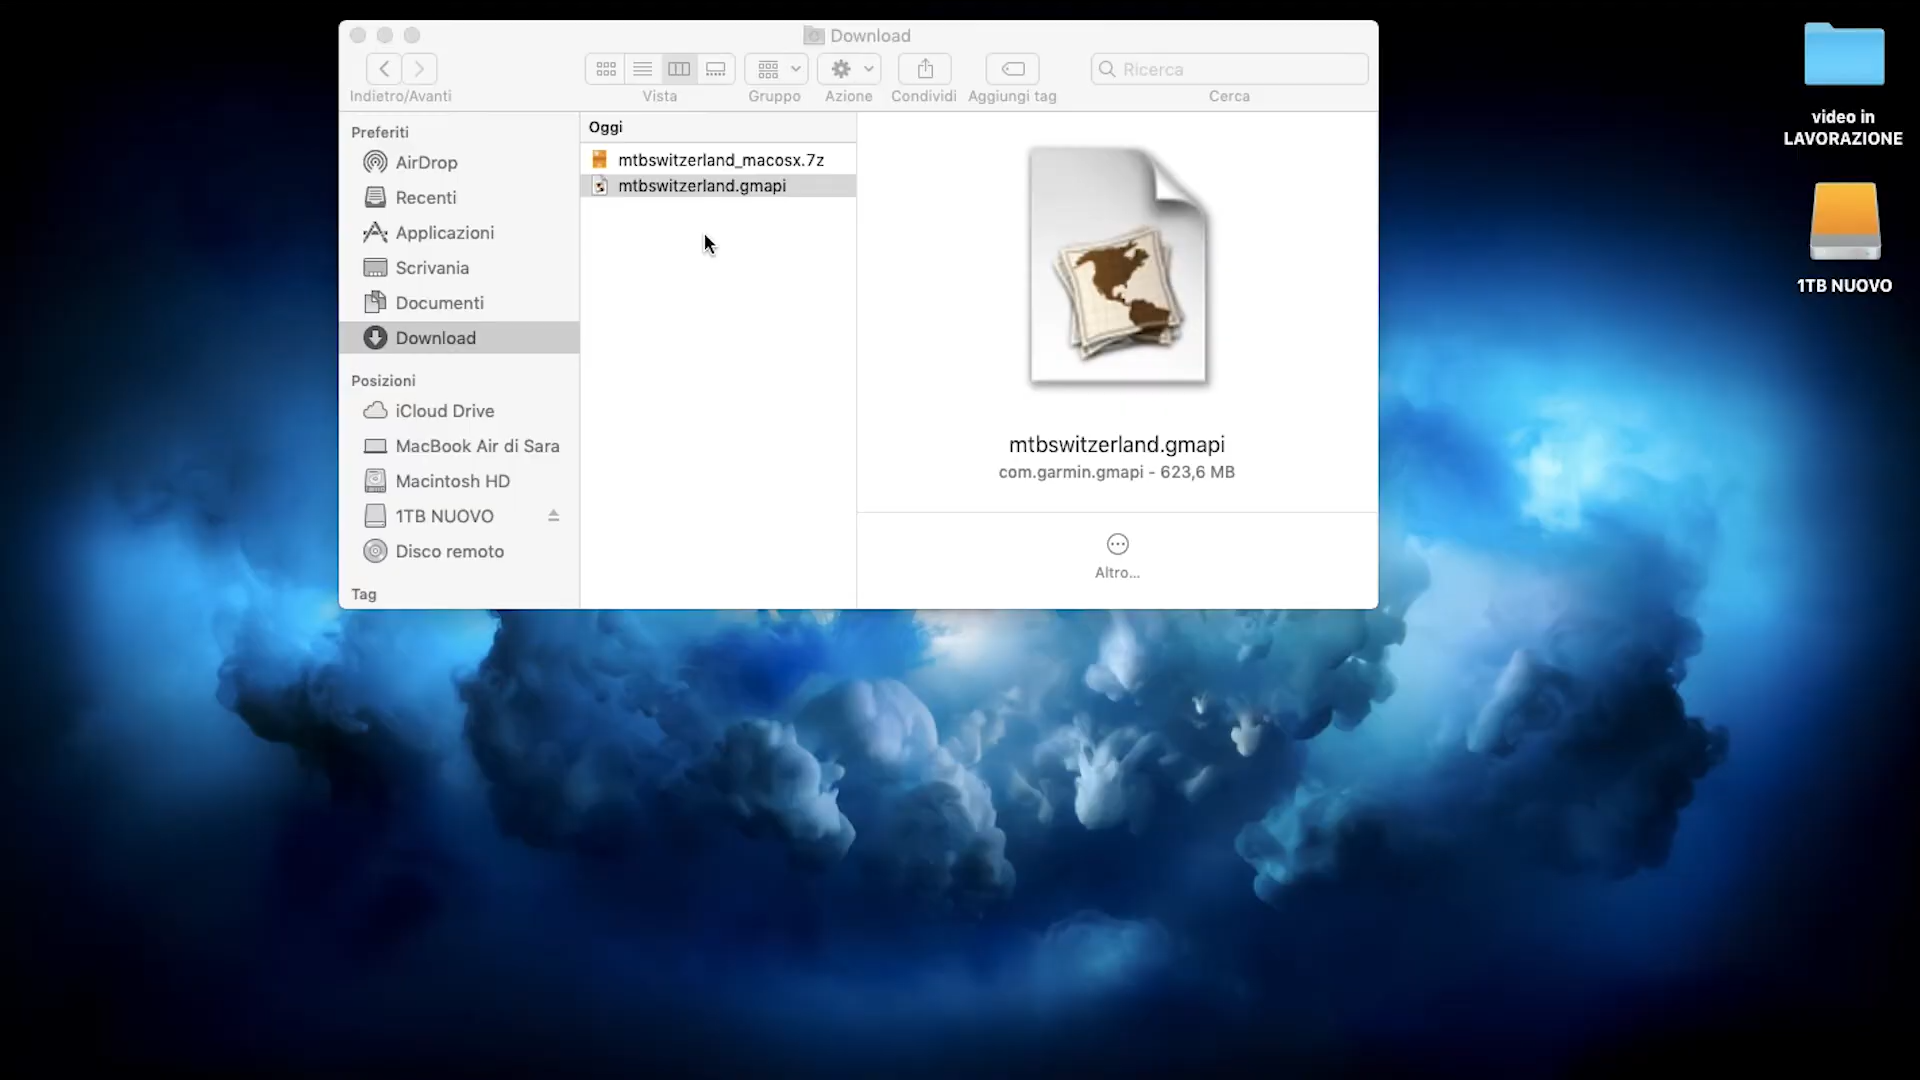 Download
Indietro/Avanti
Vista
Gruppo
Azione
Condividi
Aggiungi tag
Ricerca
Cerca
Preferiti
AirDrop
Recenti
Applicazioni
Scrivania
Documenti
Download
Posizioni
iCloud Drive
MacBook Air di Sara
Macintosh HD
1TB NUOVO
Disco remoto
Tag
Oggi
mtbswitzerland_macosx.7z
mtbswitzerland.gmapi
mtbswitzerland.gmapi
com.garmin.gmapi - 623,6 MB
Altro...
video in
LAVORAZIONE
1TB NUOVO